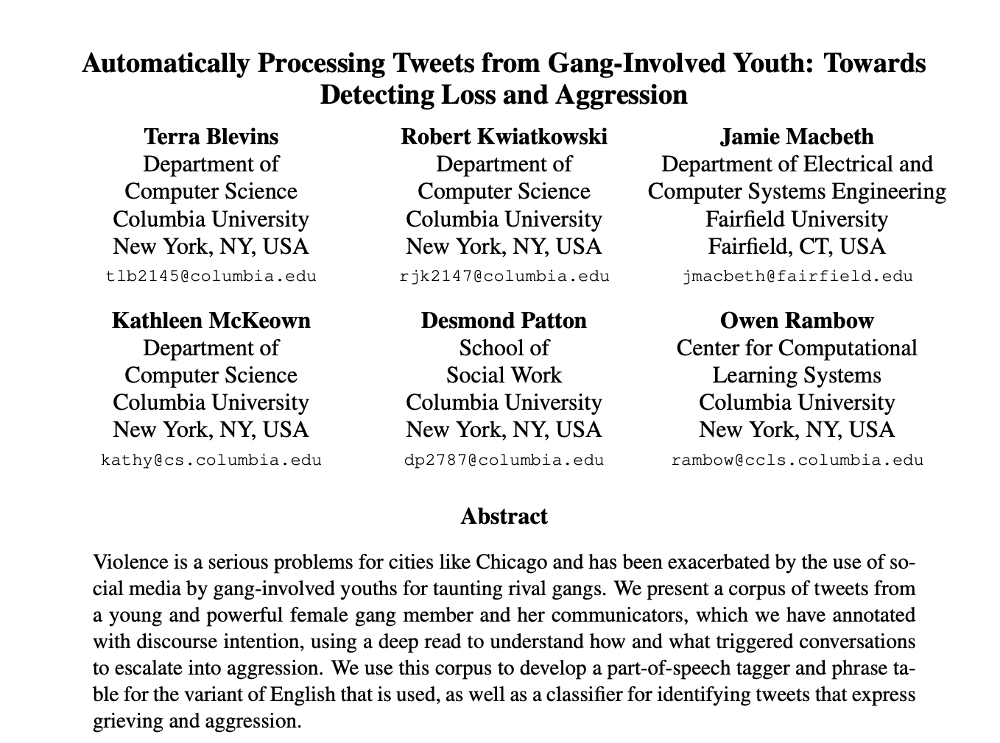 Automatically Processing Tweets from Gang-Involved Youth: Towards
Detecting Loss and Aggression
Terra Blevins
Department of
Computer Science
Columbia University
New York, NY, USA
tlb2145@columbia.edu
Robert Kwiatkowski
Department of
Computer Science
Columbia University
New York, NY, USA
rjk2147@columbia.edu
Jamie Macbeth
Department of Electrical and
Computer Systems Engineering
Fairfield University
Fairfield, CT, USA
jmacbeth@fairfield.edu
Kathleen McKeown
Department of
Computer Science
Columbia University
New York, NY, USA
kathy@cs.columbia.edu
Desmond Patton
School of
Social Work
Columbia University
New York, NY, USA
dp2787@columbia.edu
Owen Rambow
Center for Computational
Learning Systems
Columbia University
New York, NY, USA
rambow@ccls.columbia.edu
Abstract
Violence is a serious problems for cities like Chicago and has been exacerbated by the use of so-
cial media by gang-involved youths for taunting rival gangs. We present a corpus of tweets from
a young and powerful female gang member and her communicators, which we have annotated
with discourse intention, using a deep read to understand how and what triggered conversations
to escalate into aggression. We use this corpus to develop a part-of-speech tagger and phrase ta-
ble for the variant of English that is used, as well as a classifier for identifying tweets that express
grieving and aggression.